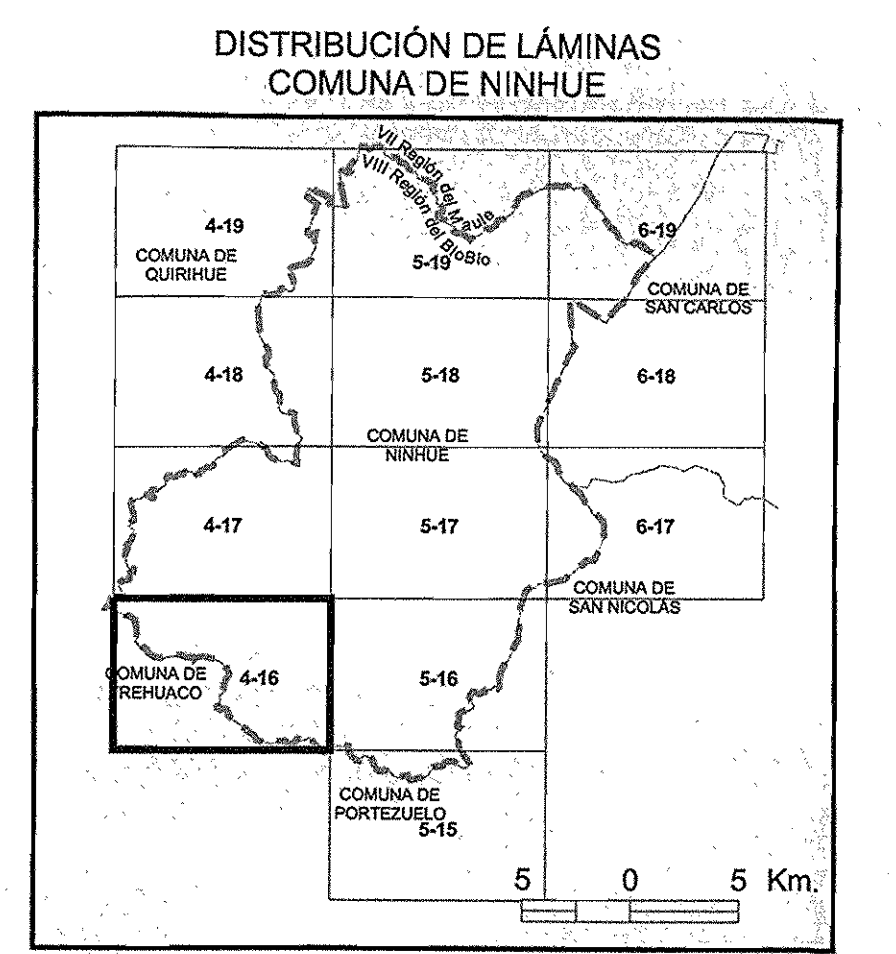 DISTRIBUCIÓN DE LÁMINAS
COMUNA DE NINHUE
VII Región del Maule
VIII Región del BioBio
4-19
5-19
6-19
COMUNA DE
QUIRIHUE
COMUNA DE
SAN CARLOS
4-18
5-18
6-18
COMUNA DE
NINHUE
4-17
5-17
6-17
COMUNA DE
SAN NICOLAS
COMUNA DE
TREHUACO
4-16
5-16
COMUNA DE
PORTEZUELO
5-15
5 0 5 Km.